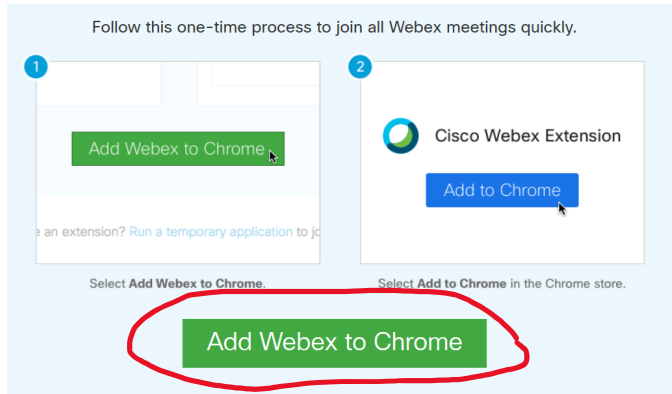 Follow this one-time process to join all Webex meetings quickly.
1
2
Add Webex to Chrome
Cisco Webex Extension
Add to Chrome
an extension? Run a temporary application to
Select Add Webex to Chrome.
Select Add to Chrome in the Chrome store.
Add Webex to Chrome